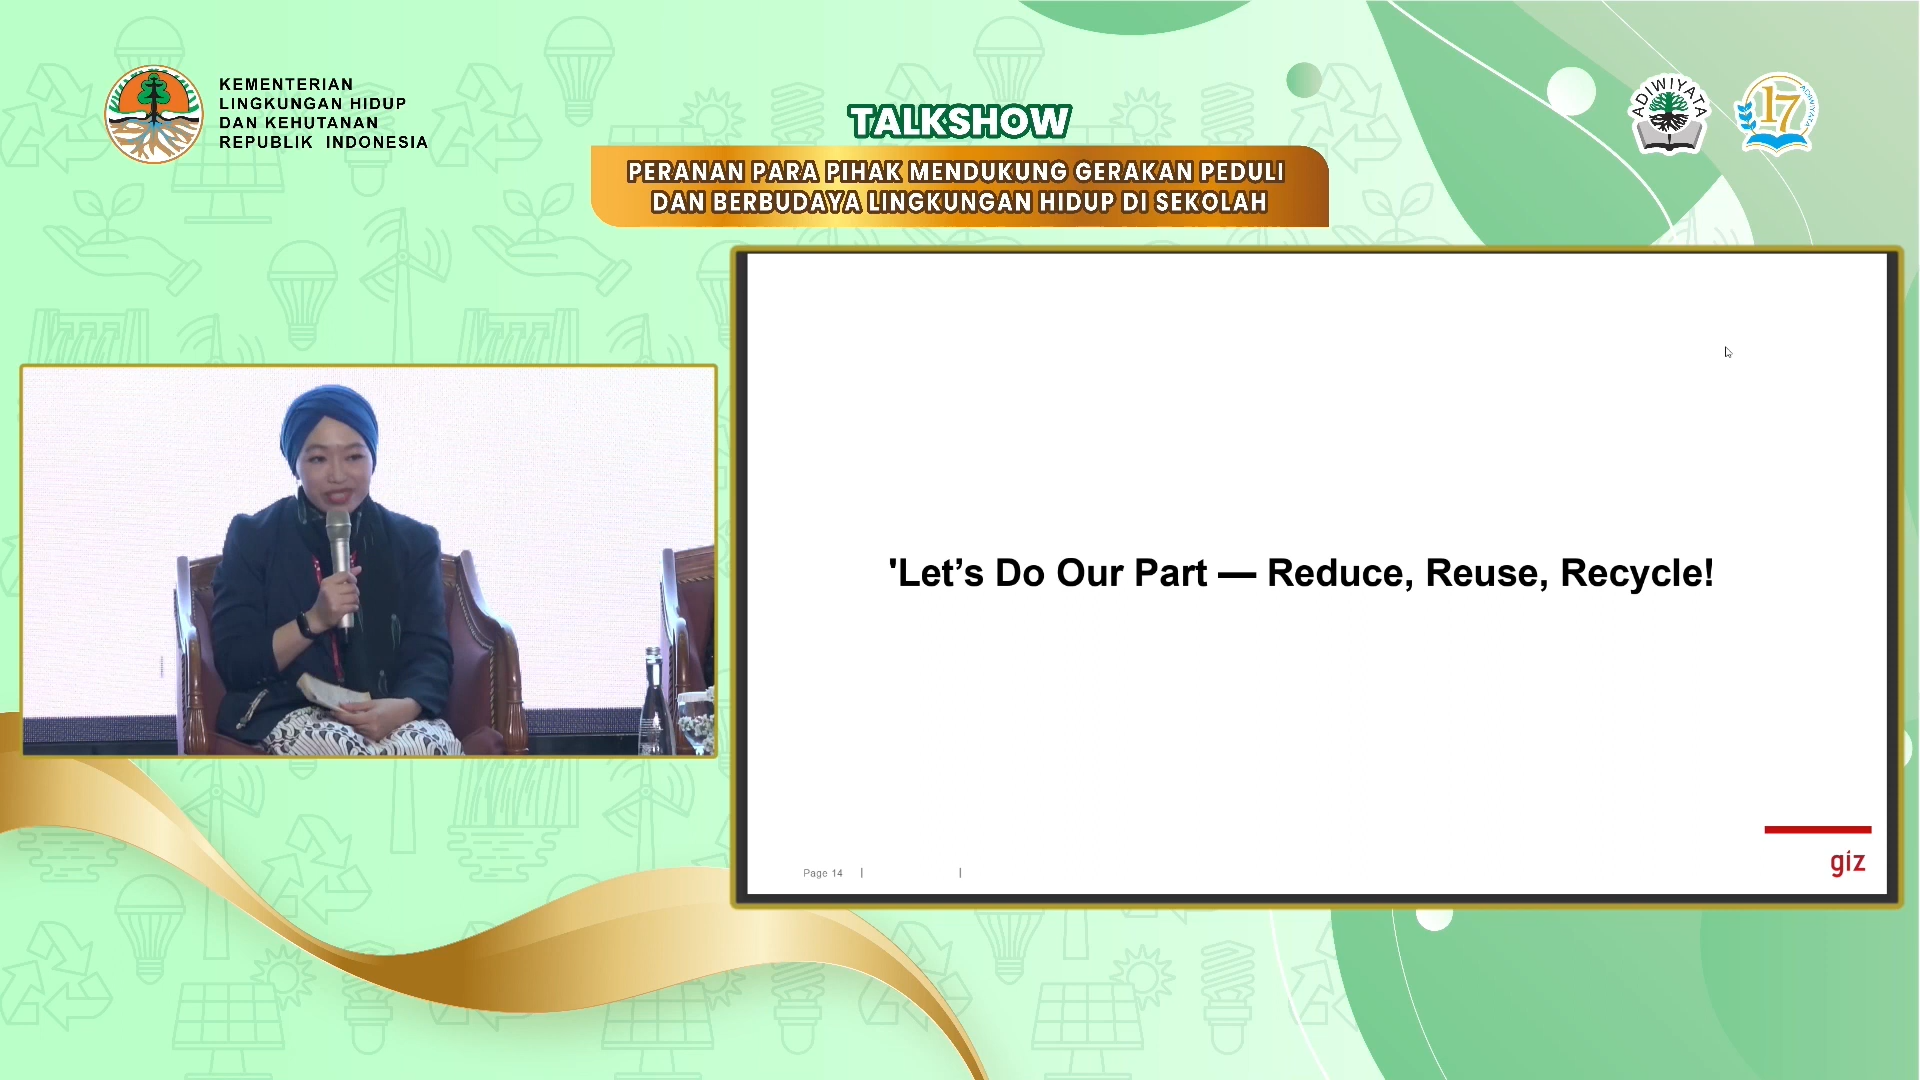 KEMENTERIAN
LINGKUNGAN HIDUP
DAN KEHUTANAN
REPUBLIK INDONESIA
TALKSHOW
PERANAN PARA PIHAK MENDUKUNG GERAKAN PEDULI
DAN BERBUDAYA LINGKUNGAN HIDUP DI SEKOLAH
ADIWIYATA
17
ADIWIYATA
'Let’s Do Our Part — Reduce, Reuse, Recycle!
Page 14 | |
giz